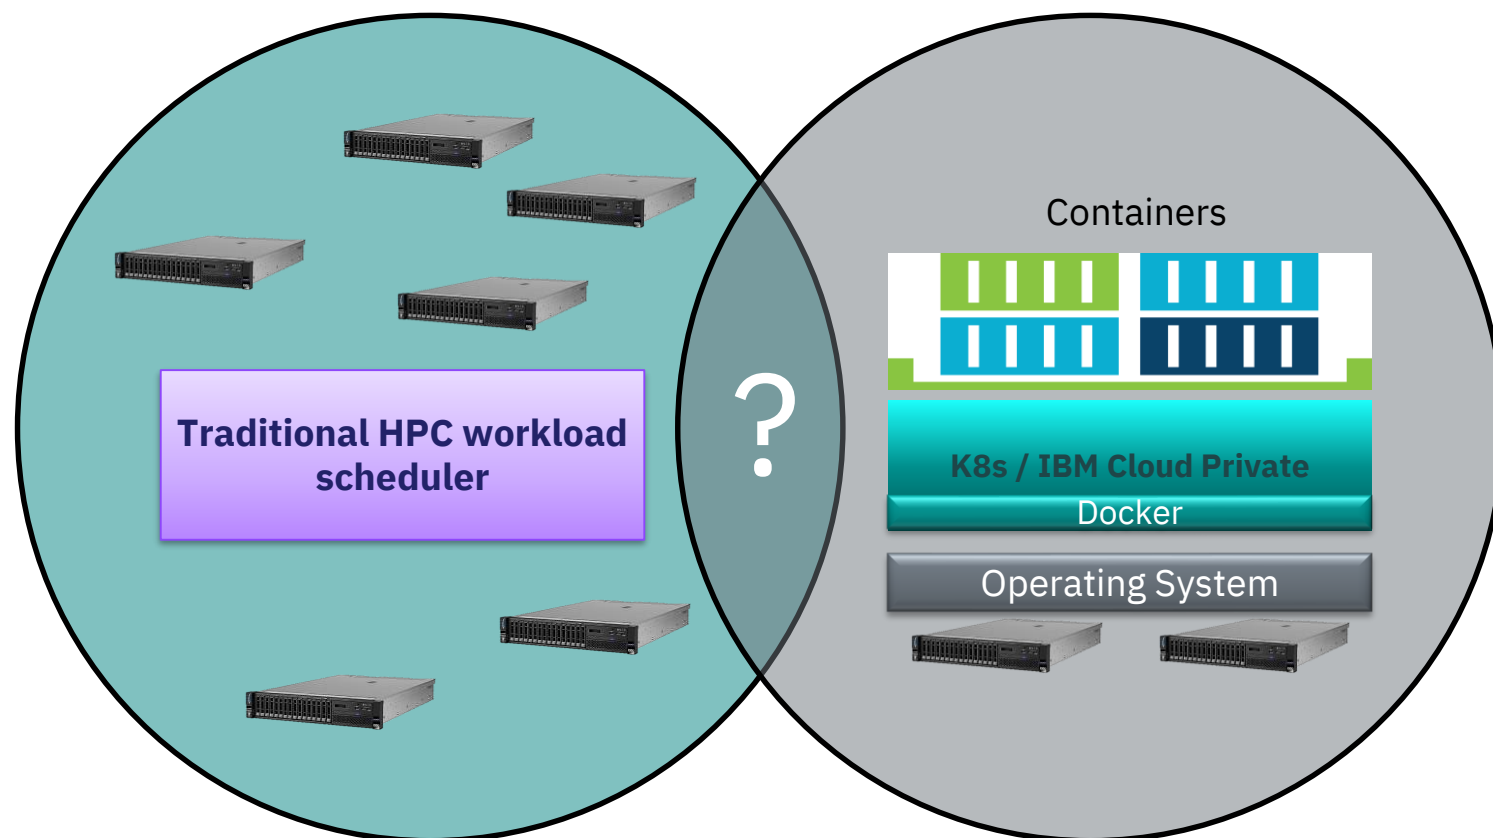 Traditional HPC workload
scheduler
?
Containers
K8s / IBM Cloud Private
Docker
Operating System